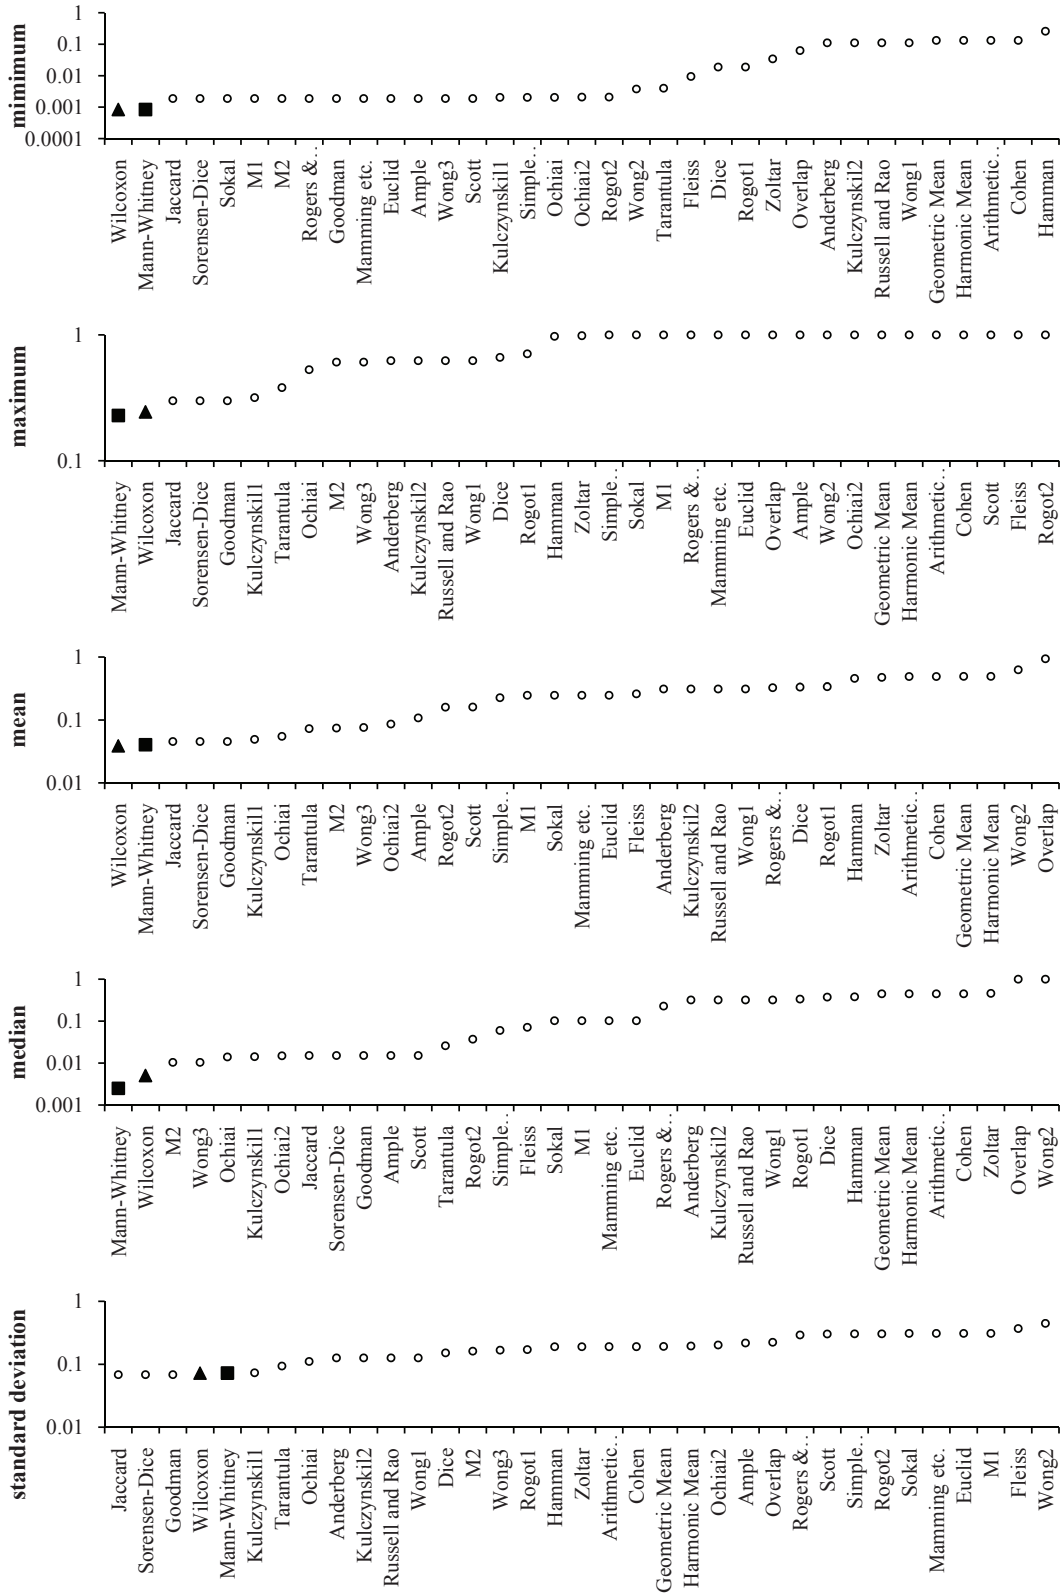 mimimum
1
0.1
0.01
0.001
0.0001
Wilcoxon
Mann-Whitney
Jaccard
Sorensen-Dice
Sokal
M1
M2
Rogers &..
Goodman
Mamming etc.
Euclid
Ample
Wong3
Scott
Kulczynskil1
Simple..
Ochiai
Ochiai2
Rogot2
Wong2
Tarantula
Fleiss
Dice
Rogot1
Zoltar
Overlap
Anderberg
Kulczynskil2
Russell and Rao
Wong1
Geometric Mean
Harmonic Mean
Arithmetic..
Cohen
Hamman
maximum
1
0.1
Mann-Whitney
Wilcoxon
Jaccard
Sorensen-Dice
Goodman
Kulczynskil1
Tarantula
Ochiai
M2
Wong3
Anderberg
Kulczynskil2
Russell and Rao
Wong1
Dice
Rogot1
Hamman
Zoltar
Simple..
Sokal
M1
Rogers &..
Mamming etc.
Euclid
Overlap
Ample
Wong2
Ochiai2
Geometric Mean
Harmonic Mean
Arithmetic..
Cohen
Scott
Fleiss
Rogot2
mean
1
0.1
0.01
Wilcoxon
Mann-Whitney
Jaccard
Sorensen-Dice
Goodman
Kulczynskil1
Ochiai
Tarantula
M2
Wong3
Ochiai2
Ample
Rogot2
Scott
Simple..
M1
Sokal
Mamming etc.
Euclid
Fleiss
Anderberg
Kulczynskil2
Russell and Rao
Wong1
Rogers &..
Dice
Rogot1
Hamman
Zoltar
Arithmetic..
Cohen
Geometric Mean
Harmonic Mean
Wong2
Overlap
median
1
0.1
0.01
0.001
Mann-Whitney
Wilcoxon
M2
Wong3
Ochiai
Kulczynskil1
Ochiai2
Jaccard
Sorensen-Dice
Goodman
Ample
Scott
Tarantula
Rogot2
Simple..
Fleiss
Sokal
M1
Mamming etc.
Euclid
Rogers &..
Anderberg
Kulczynskil2
Russell and Rao
Wong1
Rogot1
Dice
Hamman
Geometric Mean
Harmonic Mean
Arithmetic..
Cohen
Zoltar
Overlap
Wong2
standard deviation
1
0.1
0.01
Jaccard
Sorensen-Dice
Goodman
Wilcoxon
Mann-Whitney
Kulczynskil1
Tarantula
Ochiai
Anderberg
Kulczynskil2
Russell and Rao
Wong1
Dice
M2
Wong3
Rogot1
Hamman
Zoltar
Arithmetic..
Cohen
Geometric Mean
Harmonic Mean
Ochiai2
Ample
Overlap
Rogers &..
Scott
Simple..
Rogot2
Sokal
Mamming etc.
Euclid
M1
Fleiss
Wong2